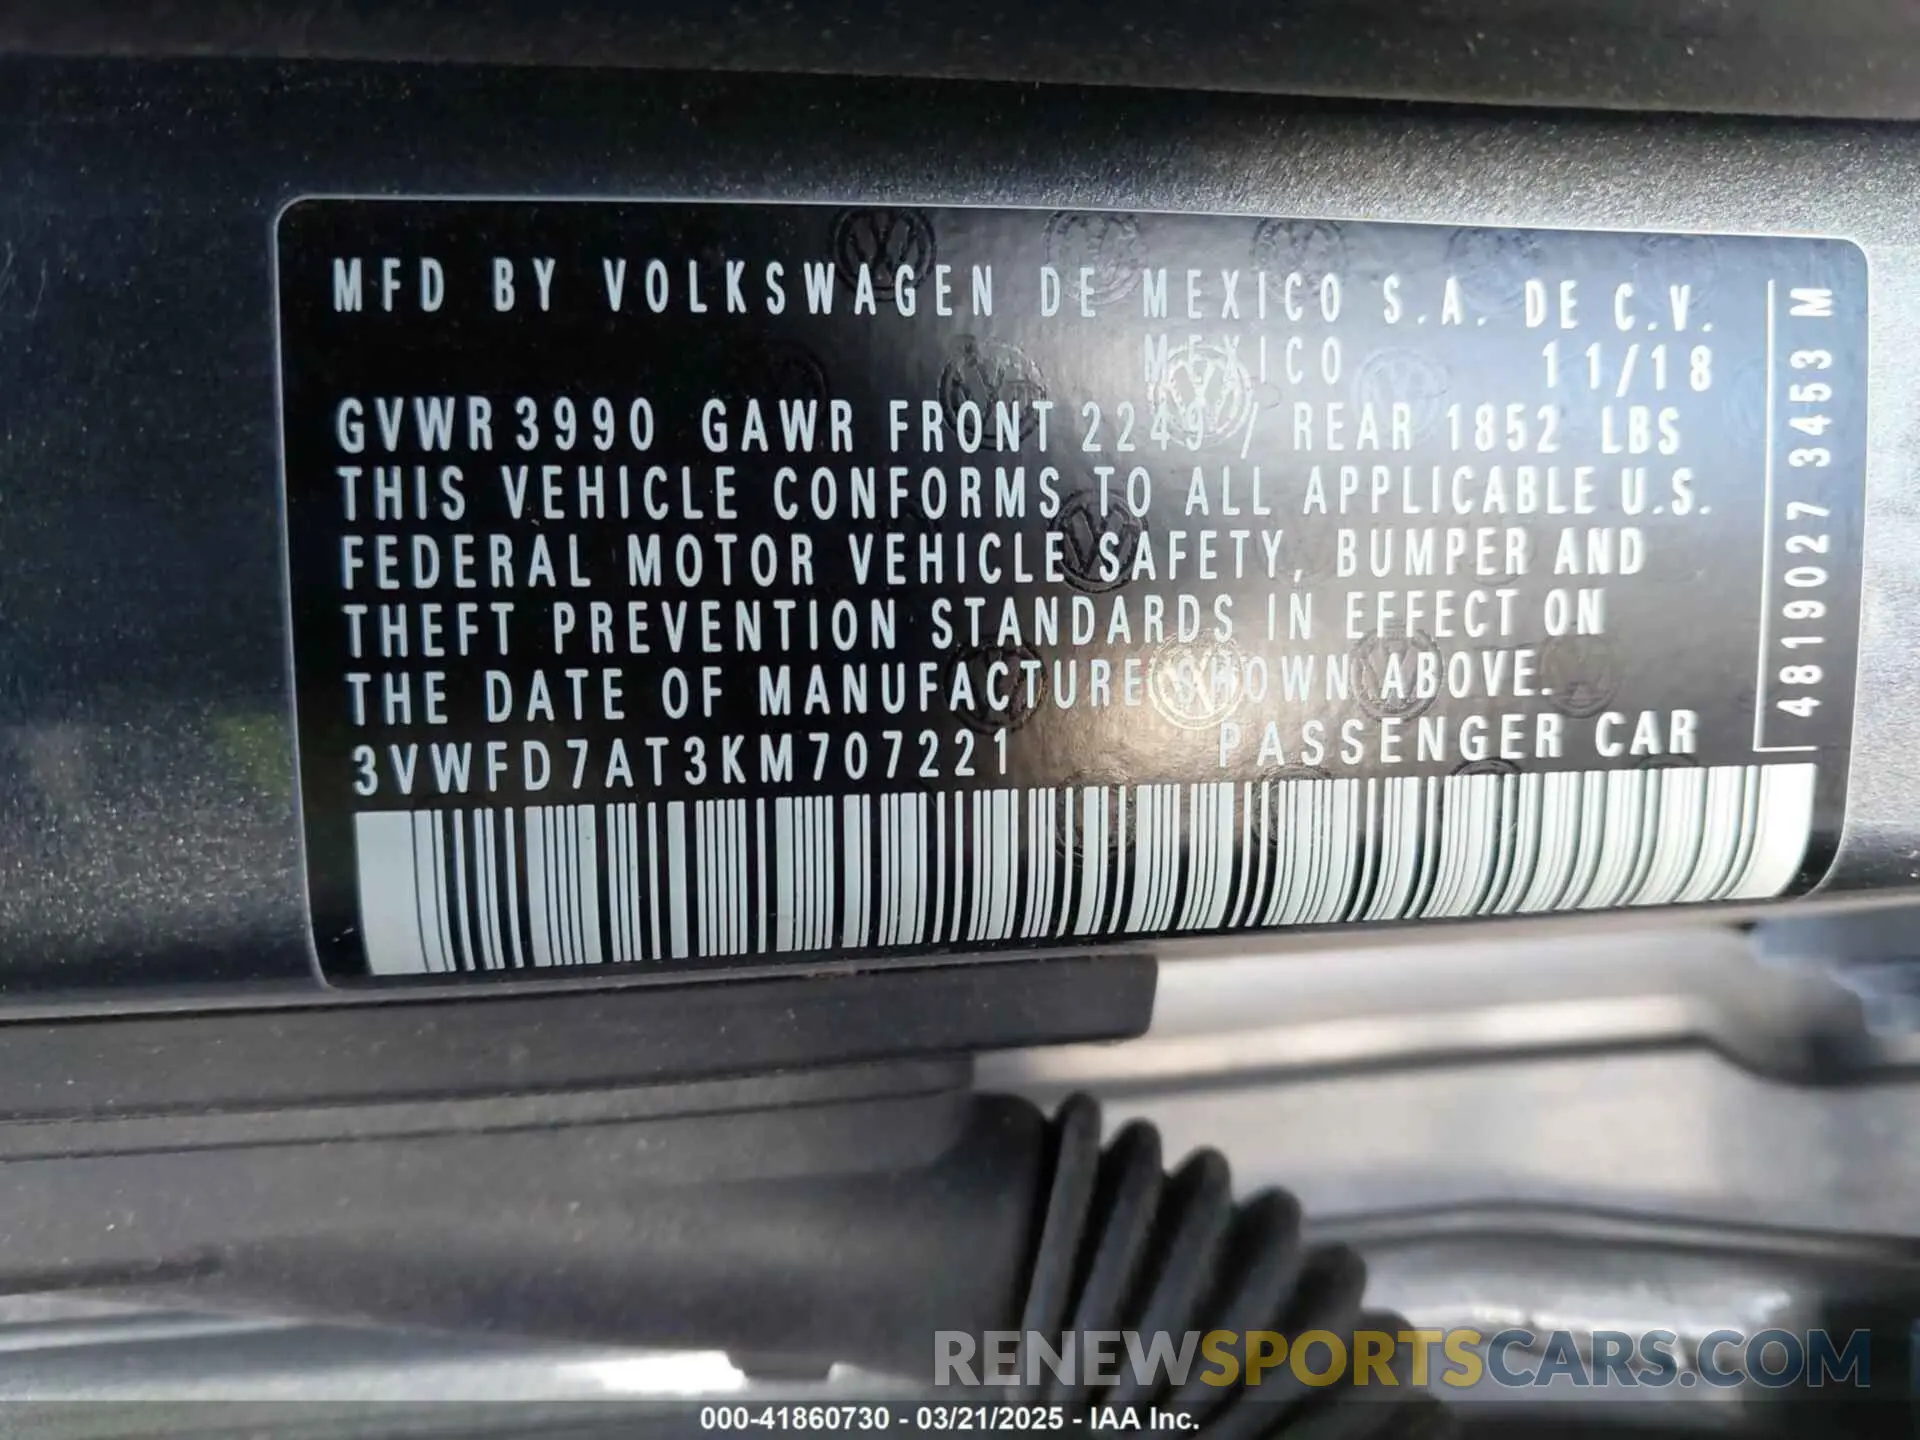 MFD BY VOLKSWAGEN DE MEXICO S.A. DE C.V.
MEXICO 11/18
GVWR 3990 GAWR FRONT 2249 / REAR 1852 LBS
THIS VEHICLE CONFORMS TO ALL APPLICABLE U.S.
FEDERAL MOTOR VEHICLE SAFETY, BUMPER AND
THEFT PREVENTION STANDARDS IN EFFECT ON
THE DATE OF MANUFACTURE SHOWN ABOVE.
3VWFD7AT3KM707221 PASSENGER CAR
4819027 3453 M
RENEWSPORTSCARS.COM
000-41860730 - 03/21/2025 - IAA Inc.